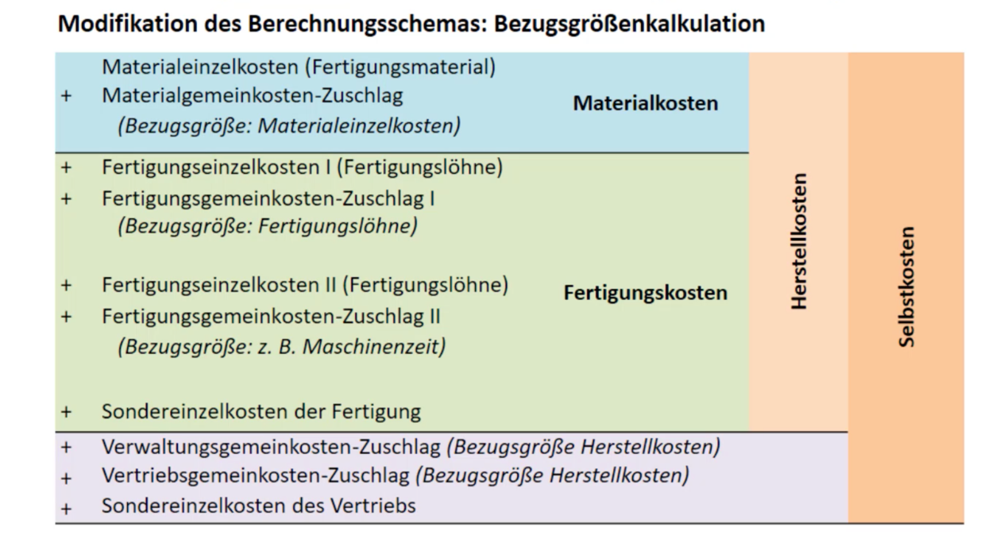 Modifikation des Berechnungsschemas: Bezugsgrößenkalkulation
Materialeinzelkosten (Fertigungsmaterial)
+ Materialgemeinkosten-Zuschlag
(Bezugsgröße: Materialeinzelkosten)
Materialkosten
+ Fertigungseinzelkosten I (Fertigungslöhne)
+ Fertigungsgemeinkosten-Zuschlag I
(Bezugsgröße: Fertigungslöhne)
+ Fertigungseinzelkosten II (Fertigungslöhne)
+ Fertigungsgemeinkosten-Zuschlag II
(Bezugsgröße: z. B. Maschinenzeit)
+ Sondereinzelkosten der Fertigung
Fertigungskosten
Herstellkosten
+ Verwaltungsgemeinkosten-Zuschlag (Bezugsgröße Herstellkosten)
+ Vertriebsgemeinkosten-Zuschlag (Bezugsgröße Herstellkosten)
+ Sondereinzelkosten des Vertriebs
Selbstkosten